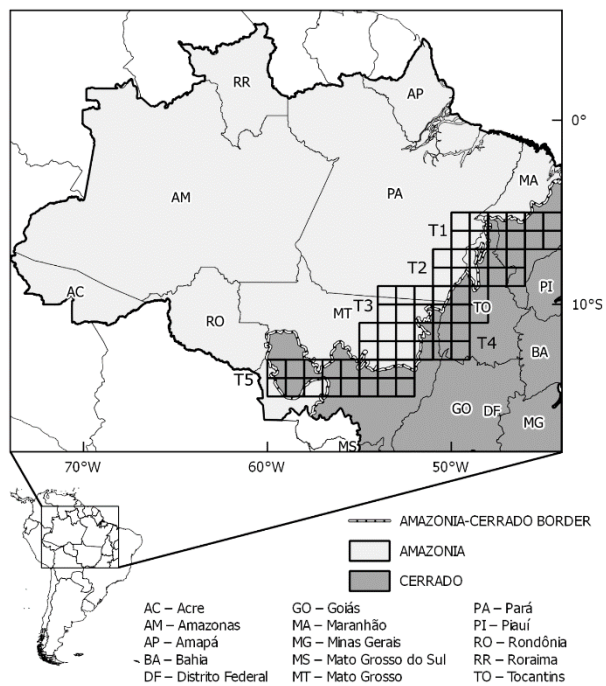 RR
AP
0°
AM
PA
MA
T1
T2
PI
AC
RO
MT
T3
TO
10°S
T4
BA
T5
GO
DF
MG
MS
70°W
60°W
50°W
AMAZONIA-CERRADO BORDER
AMAZONIA
CERRADO
AC – Acre
AM – Amazonas
AP – Amapá
BA – Bahia
DF – Distrito Federal
GO – Goiás
MA – Maranhão
MG – Minas Gerais
MS – Mato Grosso do Sul
MT – Mato Grosso
PA – Pará
PI – Piauí
RO – Rondônia
RR – Roraima
TO – Tocantins